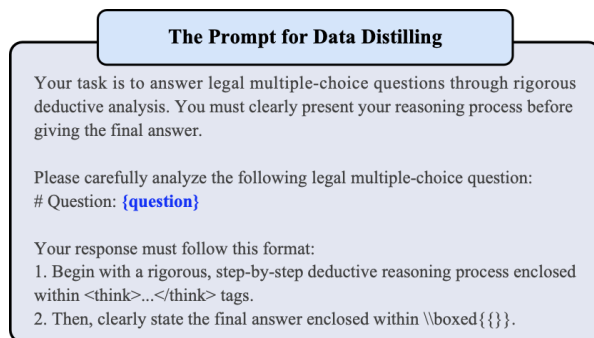 The Prompt for Data Distilling
Your task is to answer legal multiple-choice questions through rigorous
deductive analysis. You must clearly present your reasoning process before
giving the final answer.
Please carefully analyze the following legal multiple-choice question:
# Question: {question}
Your response must follow this format:
1. Begin with a rigorous, step-by-step deductive reasoning process enclosed
within <think>...</think> tags.
2. Then, clearly state the final answer enclosed within \\boxed{{}}.